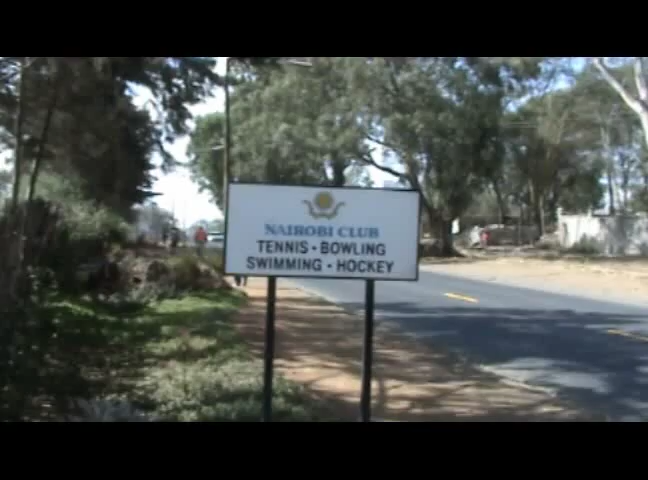 NAIROBI CLUB
TENNIS • BOWLING
SWIMMING • HOCKEY